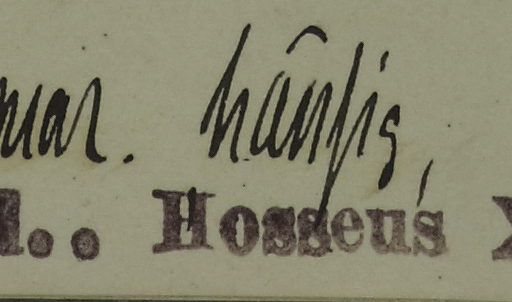 mar. häufig,
l.. Hosseus